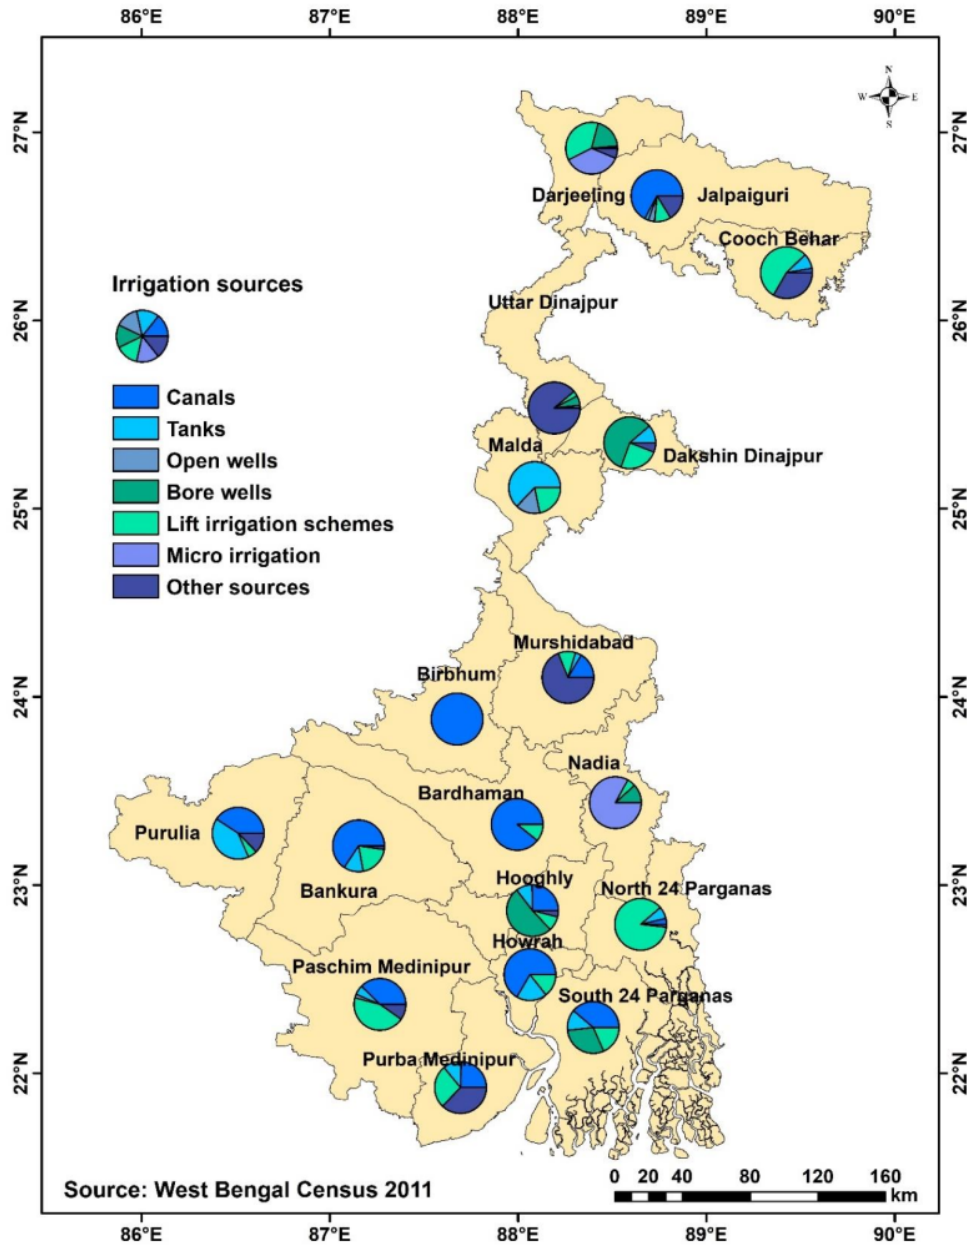 86°E 87°E 88°E 89°E 90°E
N
W E
S
27°N 27°N
Darjeeling Jalpaiguri
Cooch Behar
Irrigation sources
Uttar Dinajpur
26°N 26°N
Canals
Tanks
Malda
Open wells
Dakshin Dinajpur
Bore wells
25°N 25°N
Lift irrigation schemes
Micro irrigation
Other sources
Murshidabad
Birbhum
24°N 24°N
Nadia
Bardhaman
Purulia
Bankura
Hooghly
23°N 23°N
North 24 Parganas
Howrah
Paschim Medinipur
South 24 Parganas
Purba Medinipur
22°N 22°N
Source: West Bengal Census 2011
0 20 40 80 120 160
km
86°E 87°E 88°E 89°E 90°E